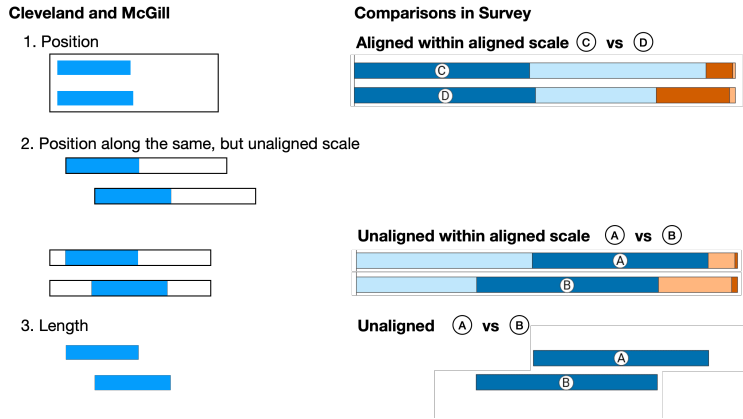 Cleveland and McGill
Comparisons in Survey
1. Position
Aligned within aligned scale C vs D
C
D
2. Position along the same, but unaligned scale
Unaligned within aligned scale A vs B
A
B
3. Length
Unaligned A vs B
A
B